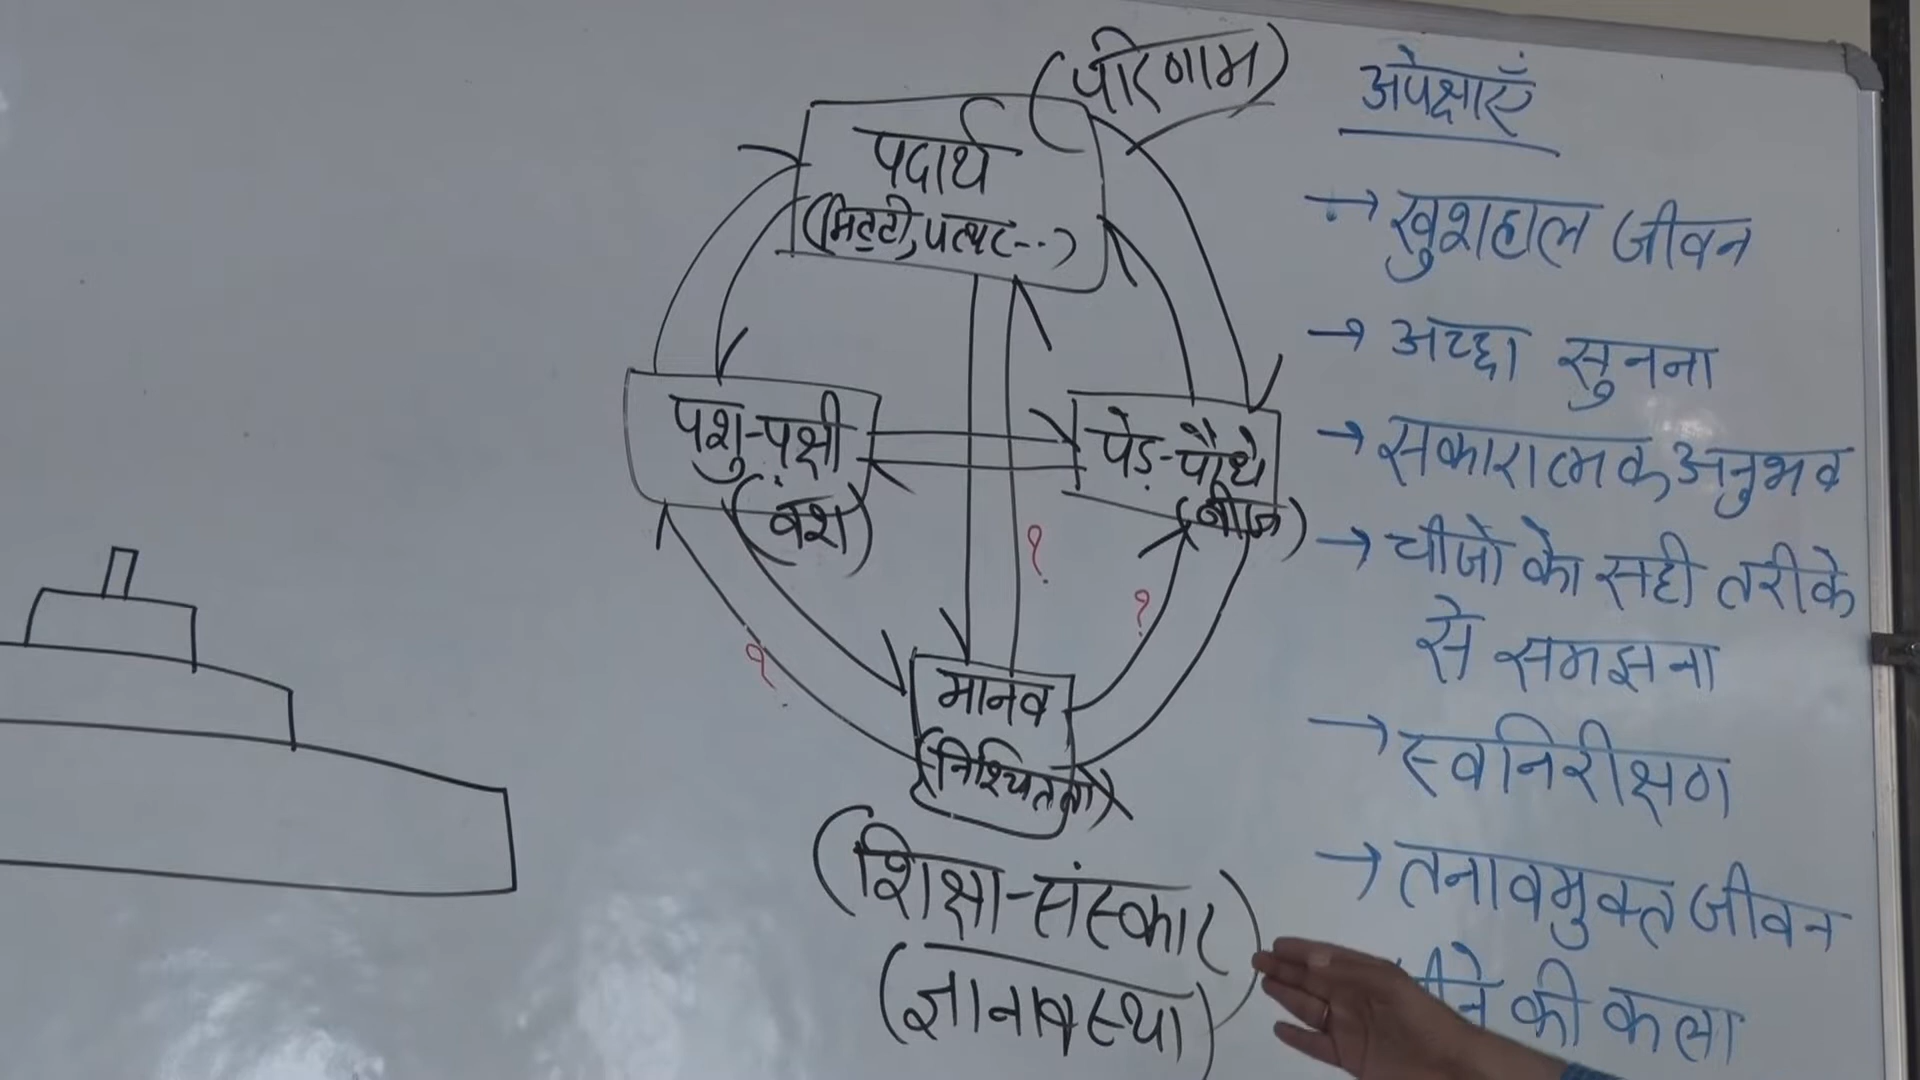 (परिणाम)
पदार्थ
(मिट्टी, पत्थर--..)
पशु-पक्षी
(वंश)
पेड़-पौधे
(बीज)
?
?
?
मानव
(निश्चितता)
(शिक्षा-संस्कार)
(ज्ञानावस्था)
अपेक्षाएँ
→ खुशहाल जीवन
→ अच्छा सुनना
→ सकारात्मक अनुभव
→ चीजों को सही तरीके
से समझना
→ स्वनिरीक्षण
→ तनावमुक्त जीवन
की कला